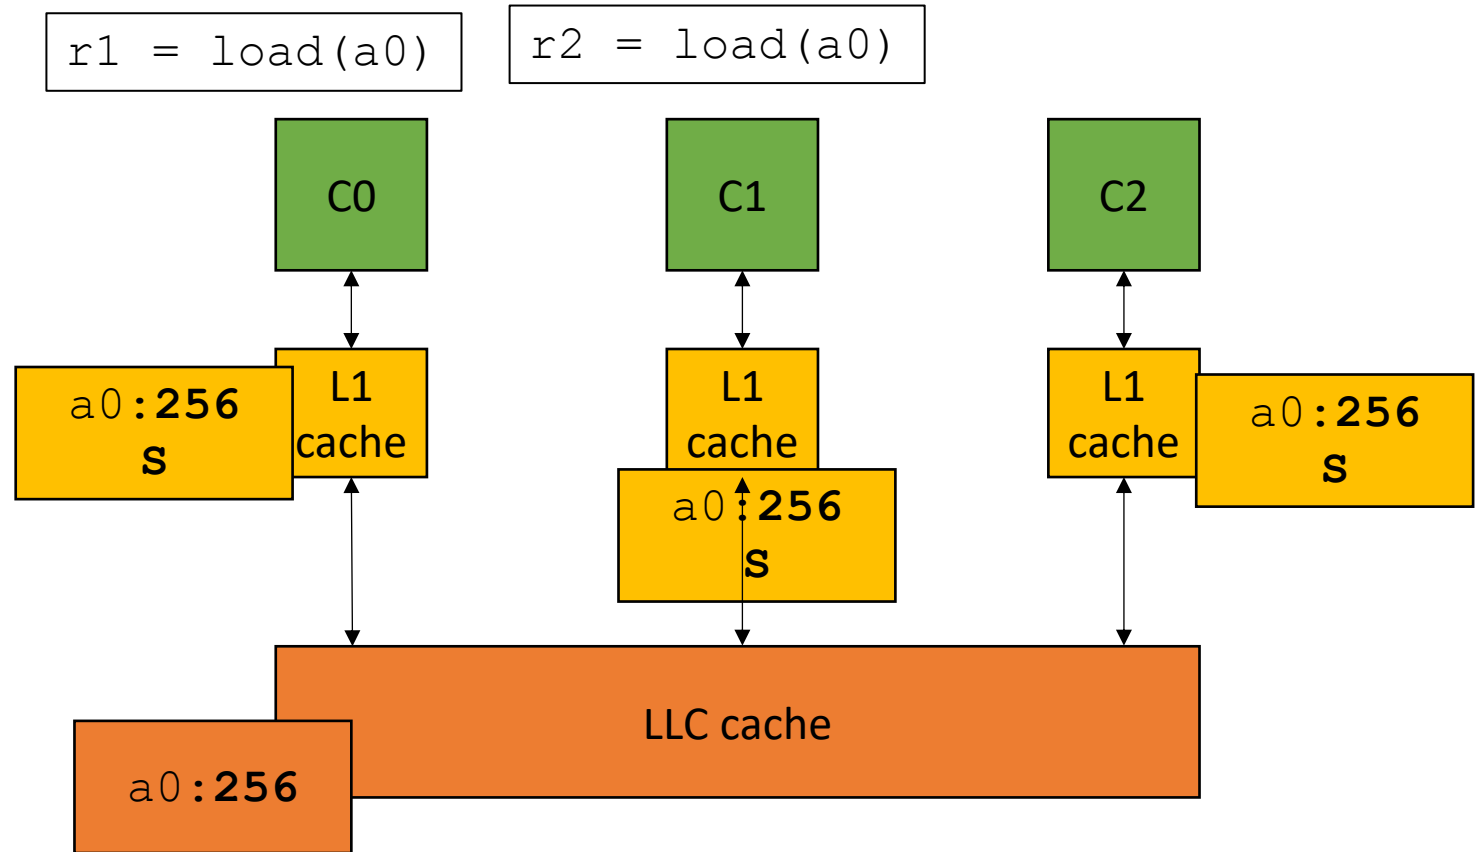 r1 = load(a0)
r2 = load(a0)
C0
C1
C2
L1
cache
a0:256
S
L1
cache
a0:256
S
L1
cache
a0:256
S
LLC cache
a0:256